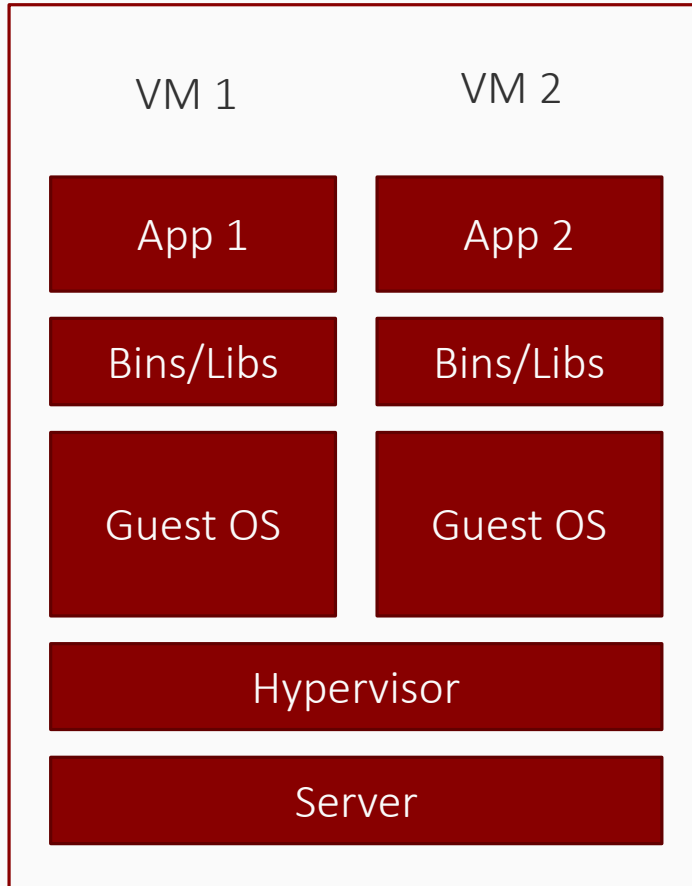 VM 1
VM 2
App 1
App 2
Bins/Libs
Bins/Libs
Guest OS
Guest OS
Hypervisor
Server